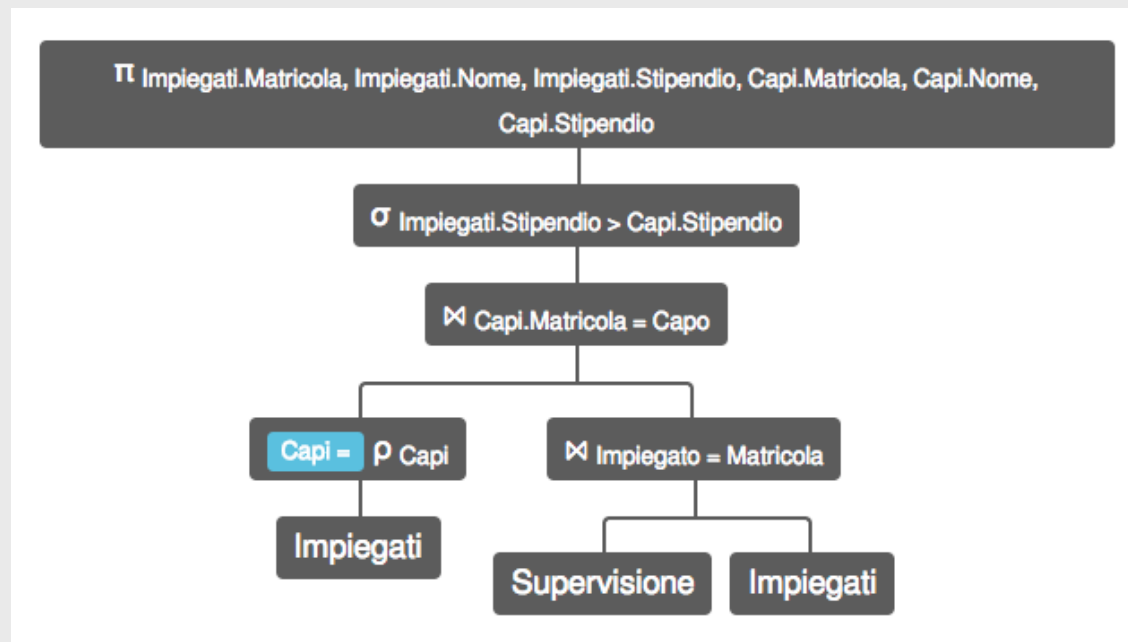 π Impiegati.Matricola, Impiegati.Nome, Impiegati.Stipendio, Capi.Matricola, Capi.Nome,
Capi.Stipendio
σ Impiegati.Stipendio > Capi.Stipendio
⋈ Capi.Matricola = Capo
Capi = ρ Capi
⋈ Impiegato = Matricola
Impiegati
Supervisione
Impiegati